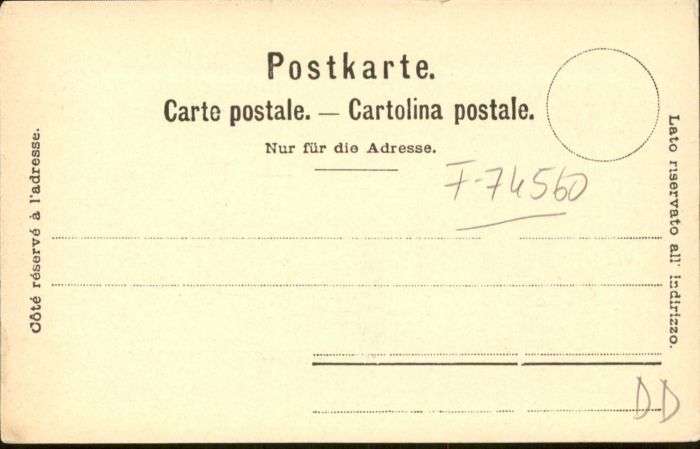 Postkarte.
Carte postale. — Cartolina postale.
Nur für die Adresse.
F-74560
Côté réservé à l'adresse.
Lato riservato all' indirizzo.
DD